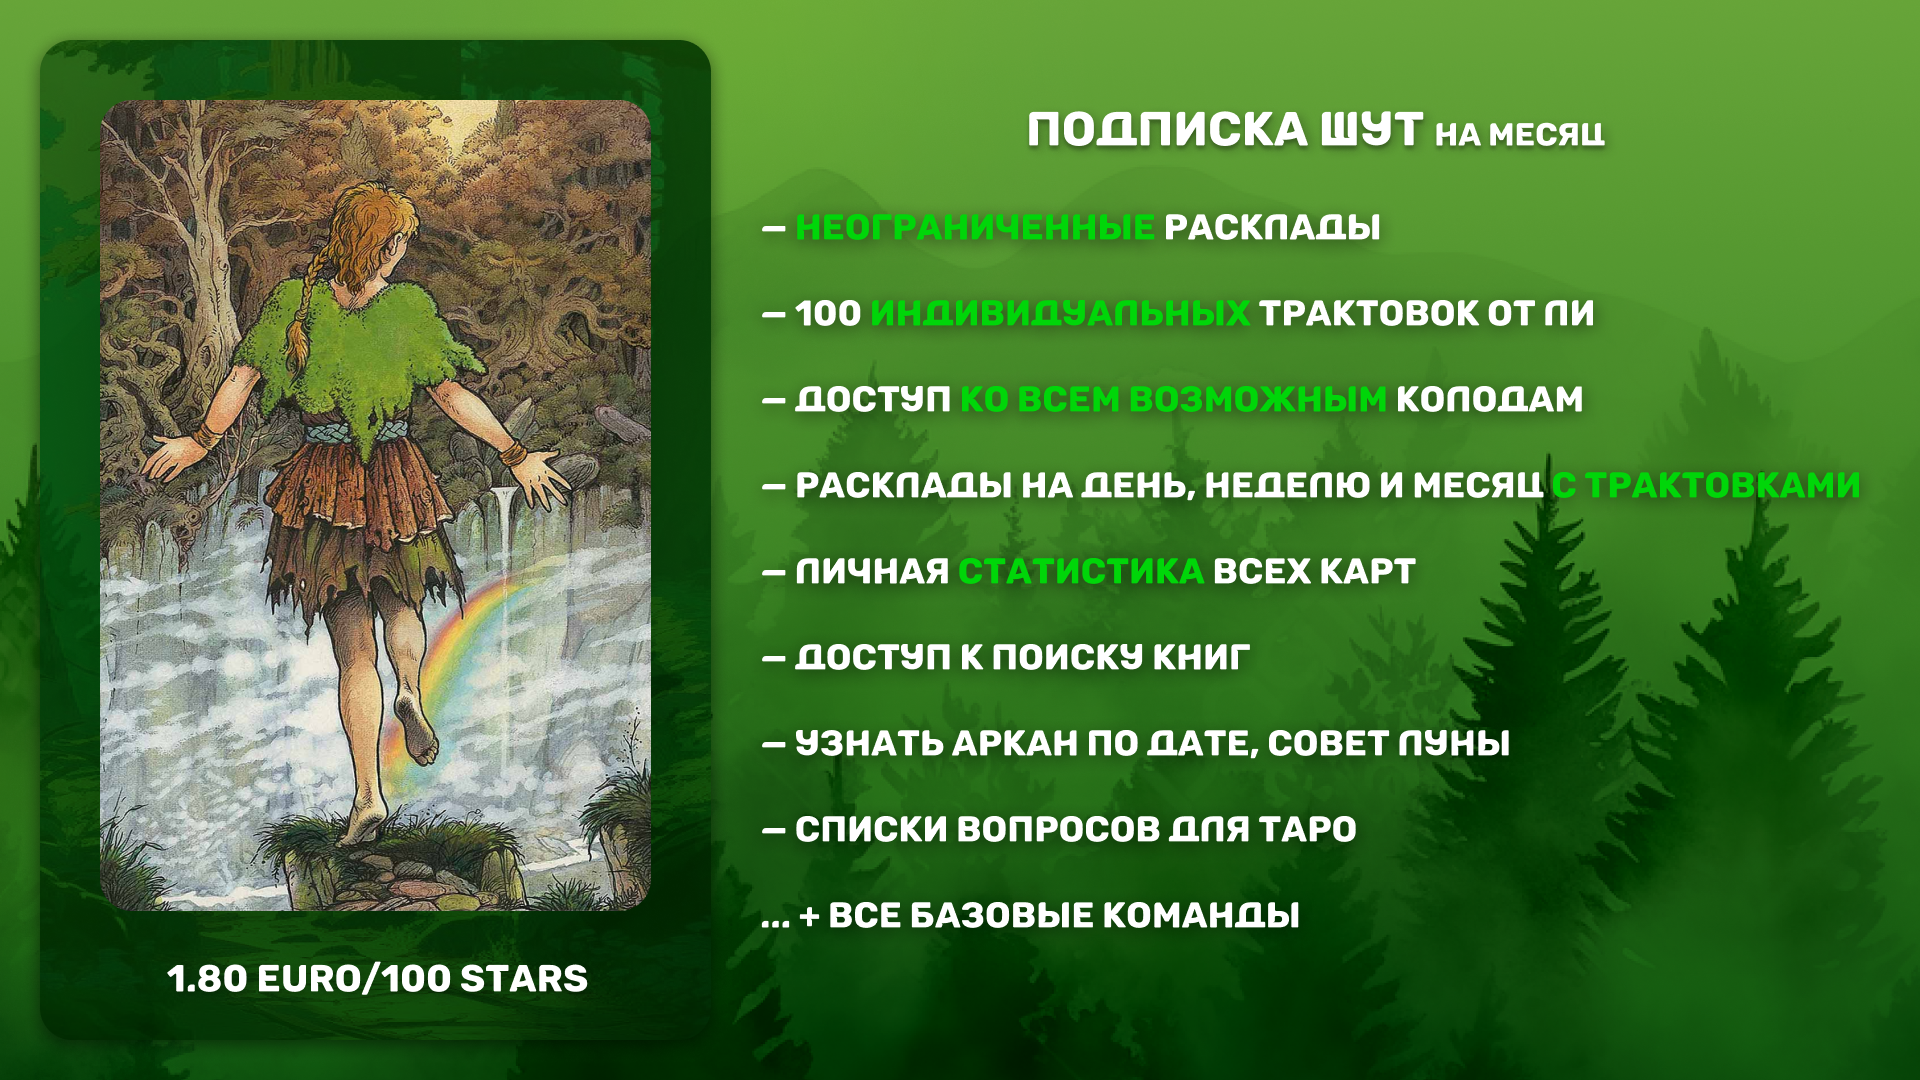 ПОДПИСКА ШУТ НА МЕСЯЦ
— НЕОГРАНИЧЕННЫЕ РАСКЛАДЫ
— 100 ИНДИВИДУАЛЬНЫХ ТРАКТОВОК ОТ ЛИ
— ДОСТУП КО ВСЕМ ВОЗМОЖНЫМ КОЛОДАМ
— РАСКЛАДЫ НА ДЕНЬ, НЕДЕЛЮ И МЕСЯЦ С ТРАКТОВКАМИ
— ЛИЧНАЯ СТАТИСТИКА ВСЕХ КАРТ
— ДОСТУП К ПОИСКУ КНИГ
— УЗНАТЬ АРКАН ПО ДАТЕ, СОВЕТ ЛУНЫ
— СПИСКИ ВОПРОСОВ ДЛЯ ТАРО
... + ВСЕ БАЗОВЫЕ КОМАНДЫ
1.80 EURO/100 STARS